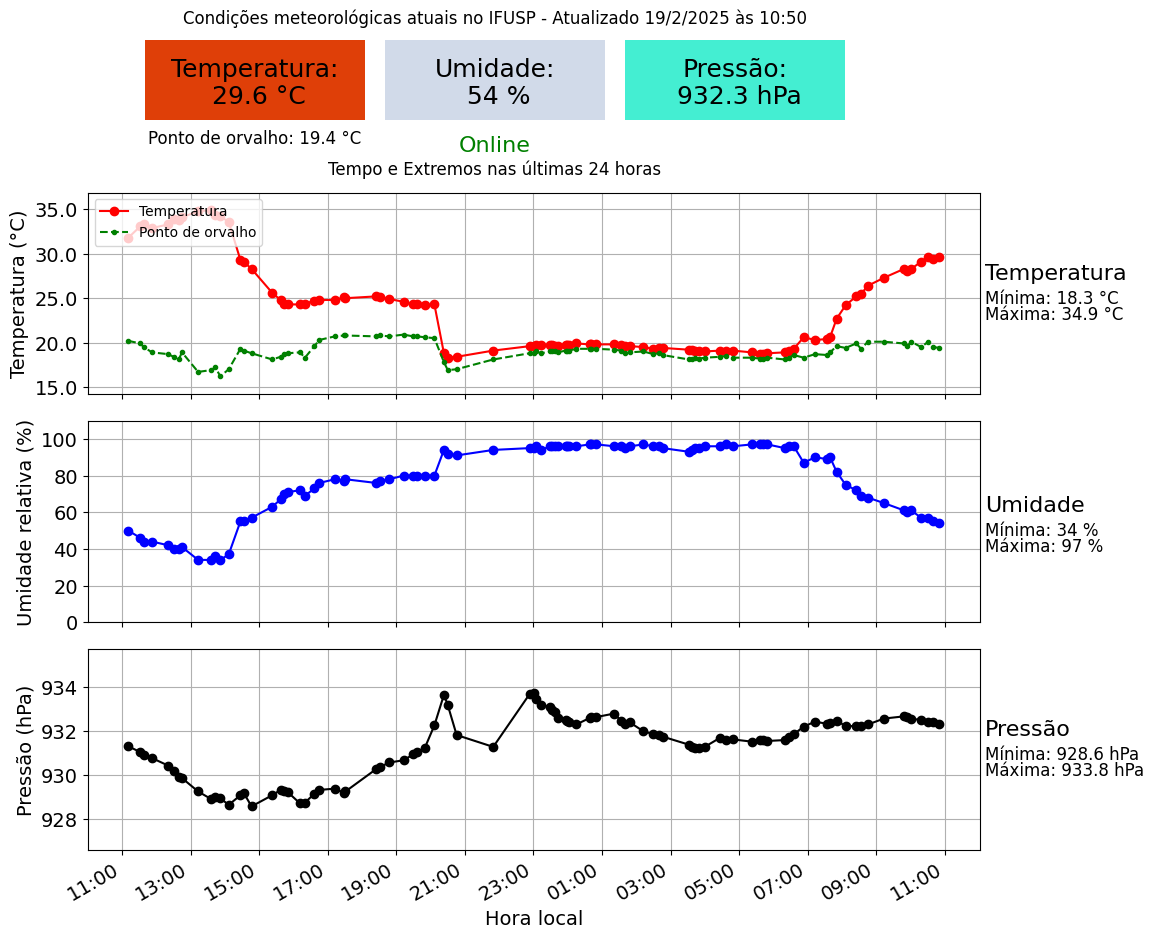 Condições meteorológicas atuais no IFUSP - Atualizado 19/2/2025 às 10:50
Temperatura:
29.6 °C
Umidade:
54 %
Pressão:
932.3 hPa
Ponto de orvalho: 19.4 °C
Online
Tempo e Extremos nas últimas 24 horas
Temperatura (°C)
35.0
30.0
25.0
20.0
15.0
Temperatura
Ponto de orvalho
Temperatura
Mínima: 18.3 °C
Máxima: 34.9 °C
Umidade relativa (%)
100
80
60
40
20
0
Umidade
Mínima: 34 %
Máxima: 97 %
Pressão (hPa)
934
932
930
928
Pressão
Mínima: 928.6 hPa
Máxima: 933.8 hPa
11:00 13:00 15:00 17:00 19:00 21:00 23:00 01:00 03:00 05:00 07:00 09:00 11:00
Hora local